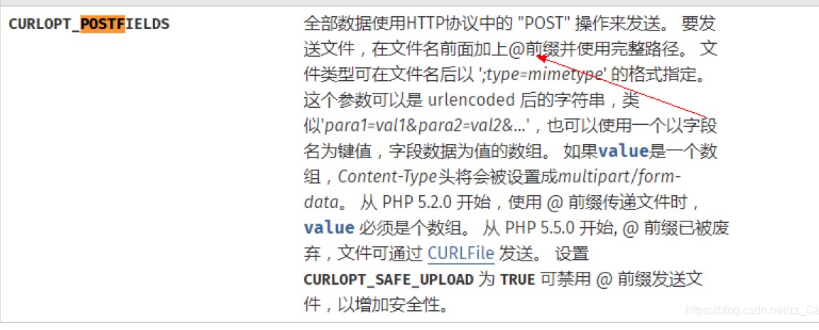 CURLOPT_POSTFIELDS
全部数据使用HTTP协议中的 "POST" 操作来发送。 要发
送文件，在文件名前面加上@前缀并使用完整路径。 文
件类型可在文件名后以 ';type=mimetype' 的格式指定。
这个参数可以是 urlencoded 后的字符串，类
似'para1=val1&para2=val2&...'，也可以使用一个以字段
名为键值，字段数据为值的数组。 如果value是一个数
组，Content-Type头将会被设置成multipart/form-
data。 从 PHP 5.2.0 开始，使用 @ 前缀传递文件时，
value 必须是个数组。 从 PHP 5.5.0 开始, @ 前缀已被废
弃，文件可通过 CURLFile 发送。 设置
CURLOPT_SAFE_UPLOAD 为 TRUE 可禁用 @ 前缀发送文
件，以增加安全性。
https://blog.csdn.net/xz_Ca